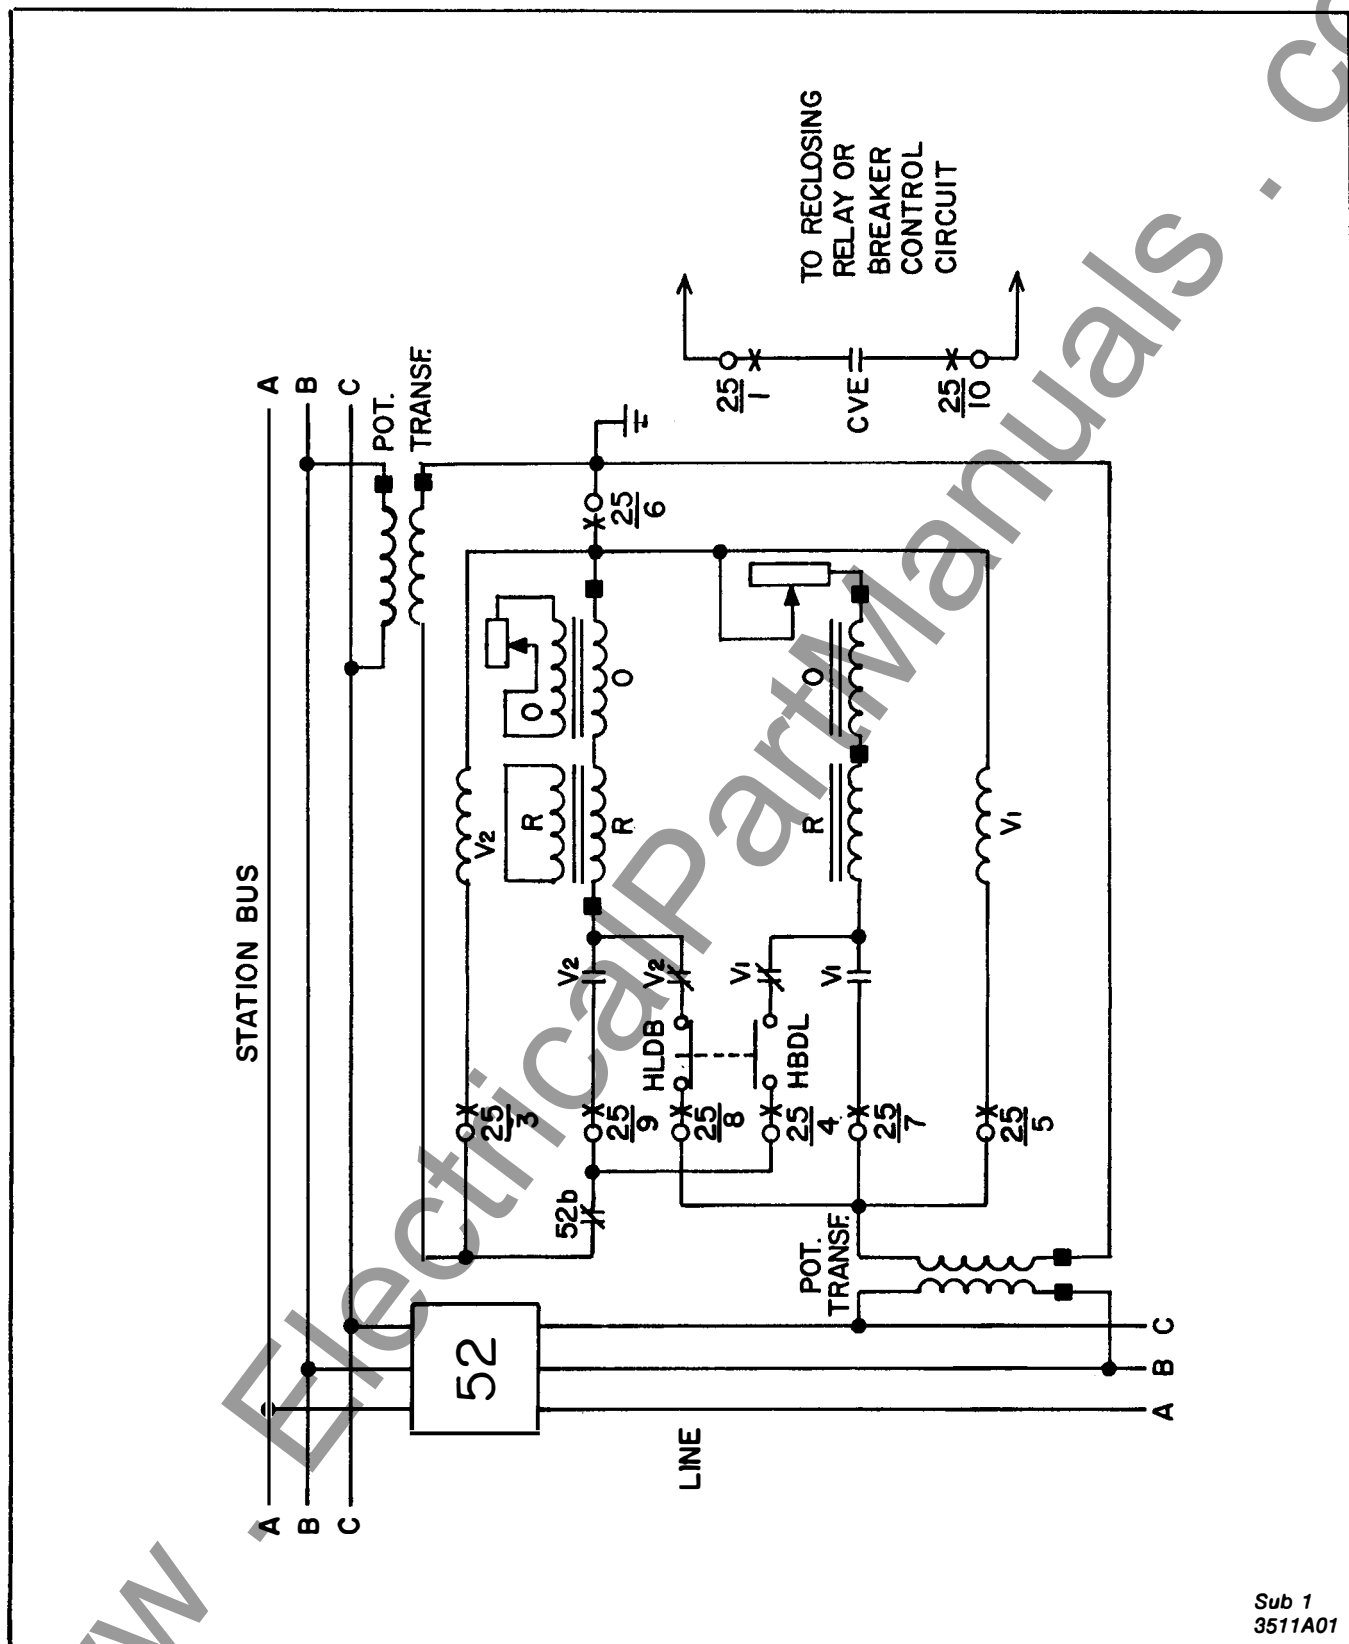 STATION BUS
A
B
C
A
B
C
POT.
TRANSF.
52
LINE
A
B
C
POT.
TRANSF.
52b
25
3
25
9
25
8
25
4
25
7
25
5
HLDB
HBDL
V2
V2
V1
V1
V2
R
R
O
O
R
O
V1
25
6
25
1
CVE
25
10
TO RECLOSING
RELAY OR
BREAKER
CONTROL
CIRCUIT
Sub 1
3511A01
w . ElectricalPartManuals . co